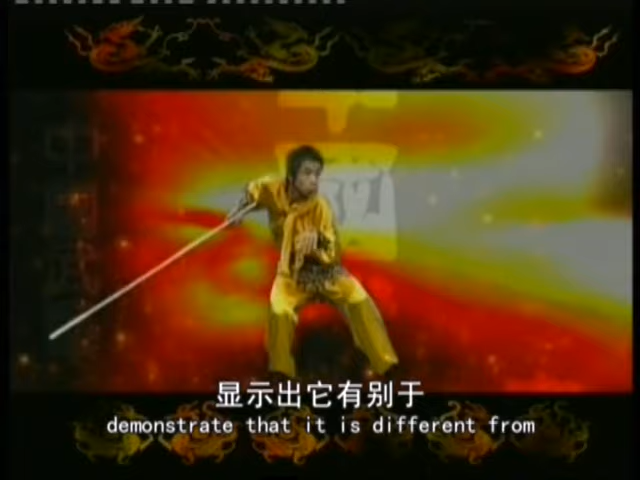 显示出它有别于
demonstrate that it is different from